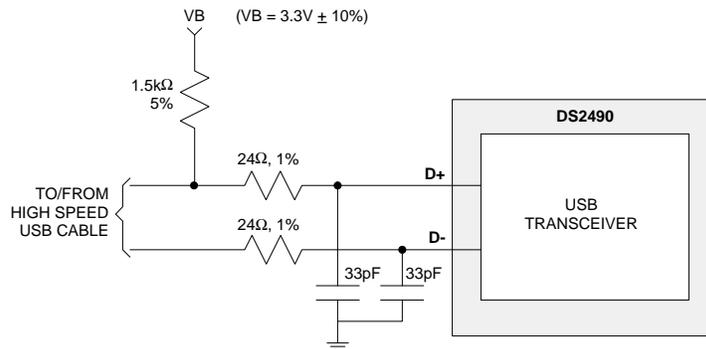 VB (VB = 3.3V ± 10%)
1.5kΩ
5%
DS2490
24Ω, 1%
D+
TO/FROM
HIGH SPEED
USB CABLE
USB
TRANSCEIVER
24Ω, 1%
D-
33pF 33pF